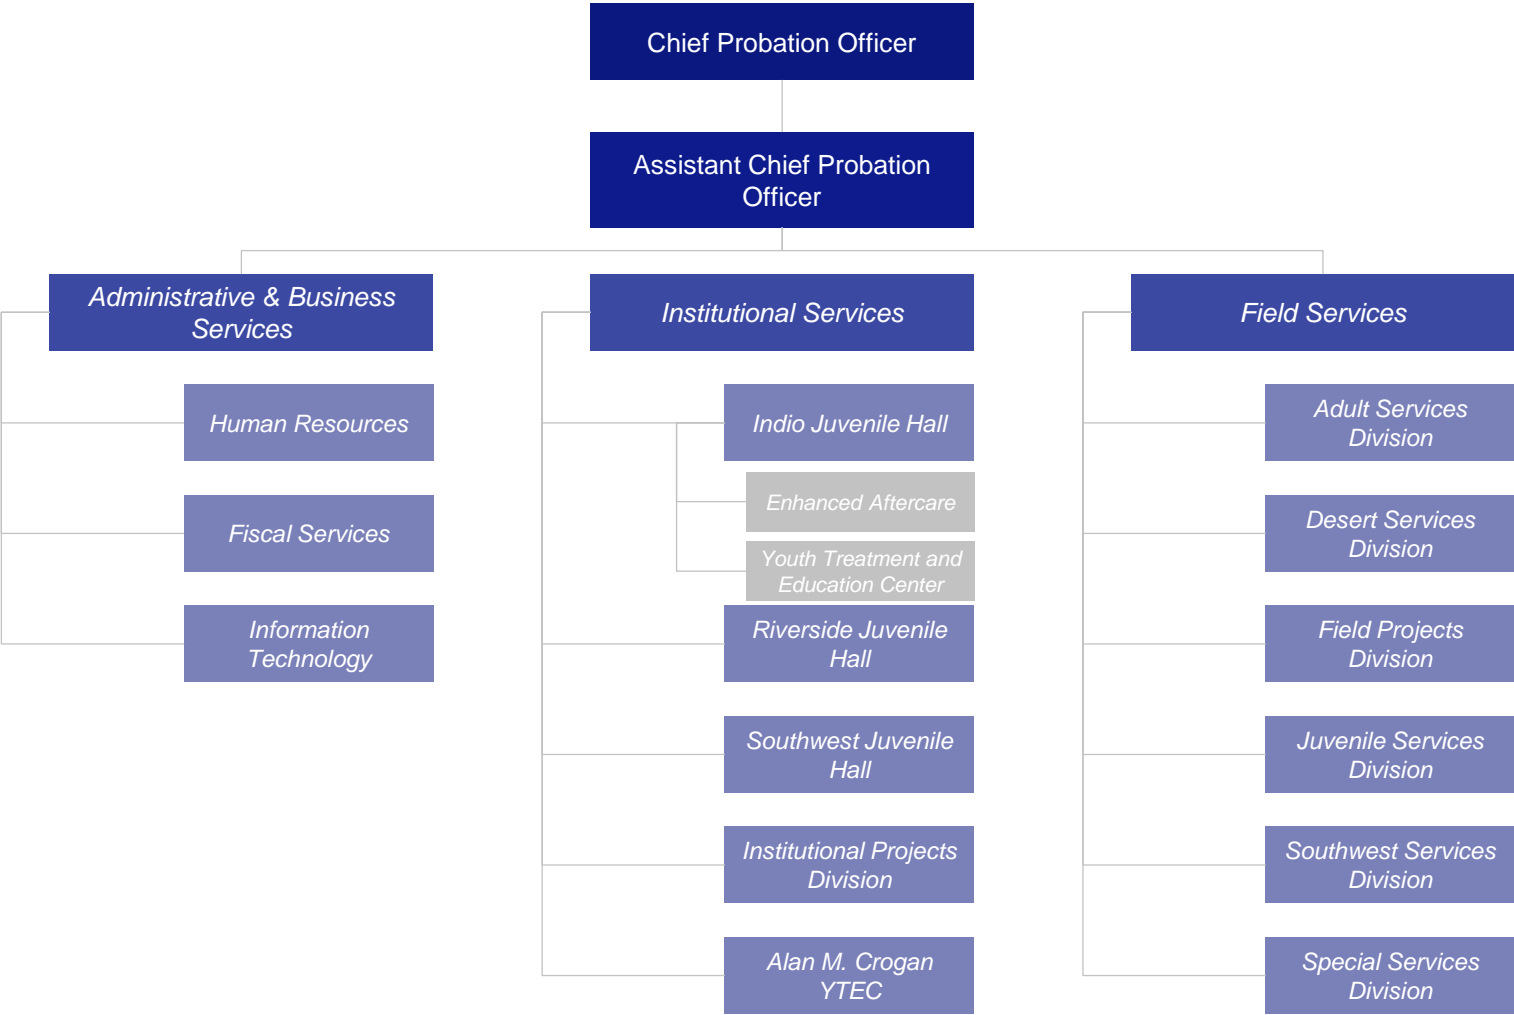 Chief Probation Officer
Assistant Chief Probation
Officer
Administrative & Business
Services
Human Resources
Fiscal Services
Information
Technology
Institutional Services
Indio Juvenile Hall
Enhanced Aftercare
Youth Treatment and
Education Center
Riverside Juvenile
Hall
Southwest Juvenile
Hall
Institutional Projects
Division
Alan M. Crogan
YTEC
Field Services
Adult Services
Division
Desert Services
Division
Field Projects
Division
Juvenile Services
Division
Southwest Services
Division
Special Services
Division